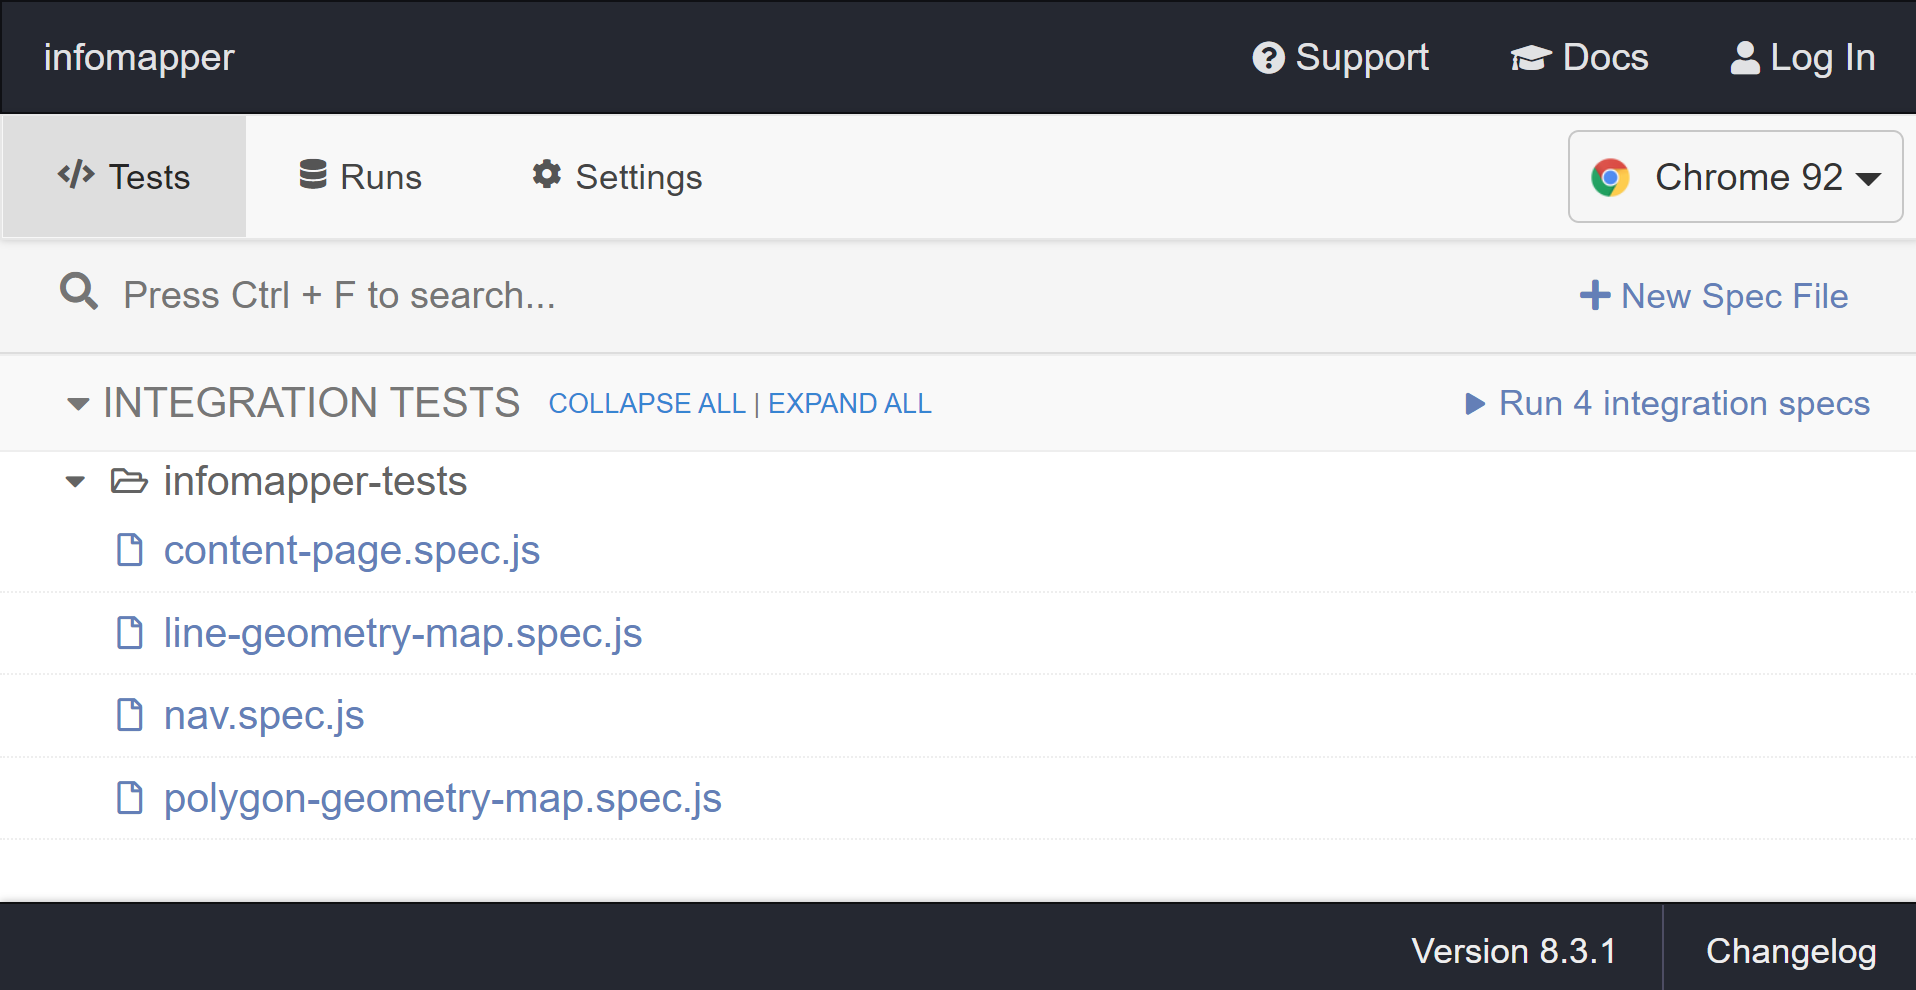 infomapper Support Docs Log In
Tests Runs Settings Chrome 92
Press Ctrl + F to search... New Spec File
INTEGRATION TESTS COLLAPSE ALL | EXPAND ALL Run 4 integration specs
infomapper-tests
content-page.spec.js
line-geometry-map.spec.js
nav.spec.js
polygon-geometry-map.spec.js
Version 8.3.1 Changelog